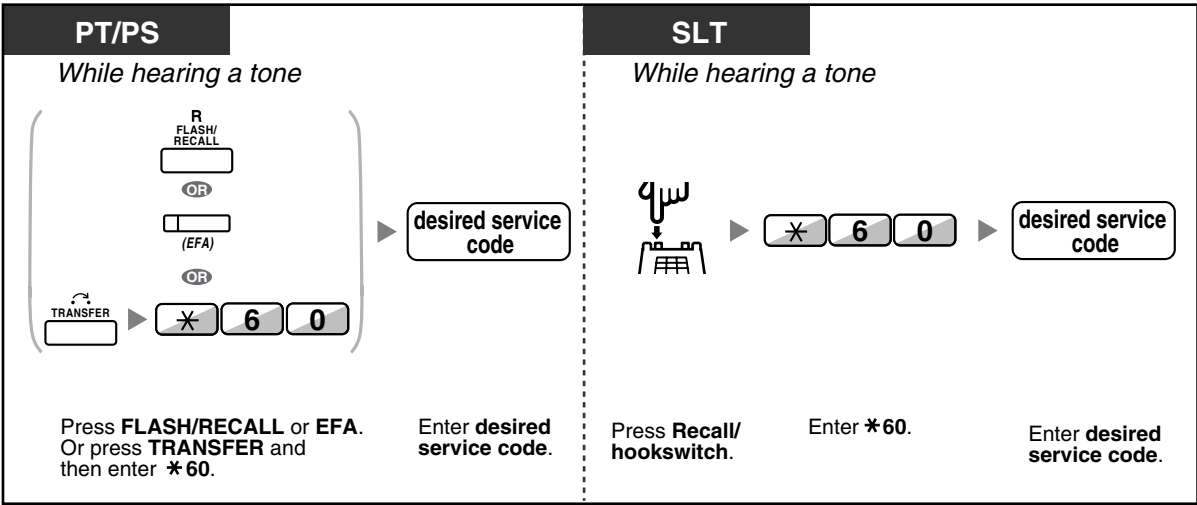 PT/PS
While hearing a tone
R
FLASH/
RECALL
OR
(EFA)
OR
TRANSFER
* 6 0
desired service
code
Press FLASH/RECALL or EFA.
Or press TRANSFER and
then enter *60.
Enter desired
service code.
SLT
While hearing a tone
* 6 0
desired service
code
Press Recall/
hookswitch.
Enter *60.
Enter desired
service code.